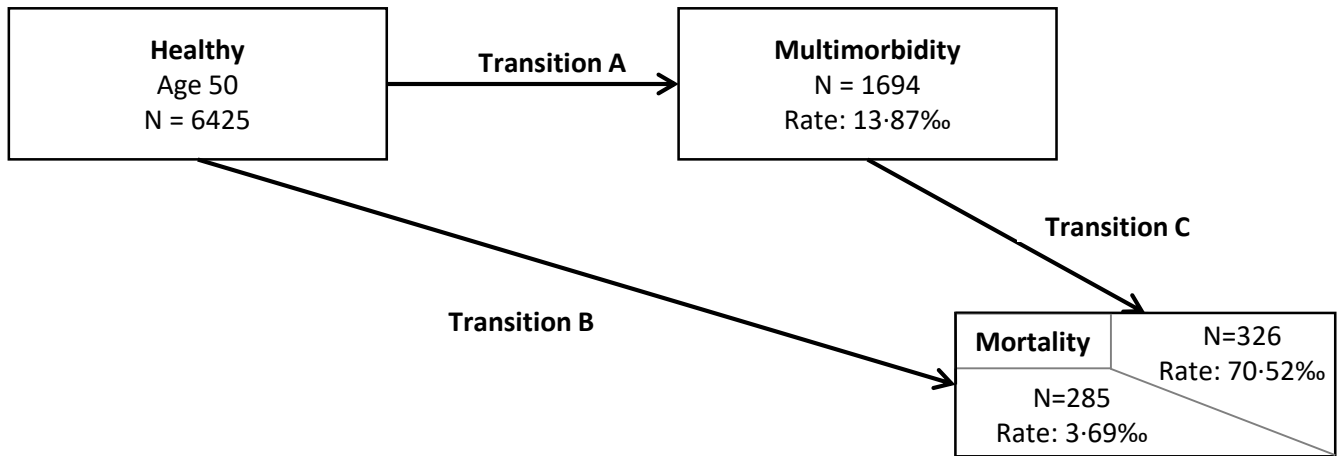 Healthy
Age 50
N = 6425
Transition A
Multimorbidity
N = 1694
Rate: 13·87‰
Transition C
Transition B
Mortality
N=326
Rate: 70·52‰
N=285
Rate: 3·69‰